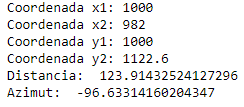 Coordenada x1: 1000
Coordenada x2: 982
Coordenada y1: 1000
Coordenada y2: 1122.6
Distancia:  123.91432524127296
Azimut:  -96.63314160204347